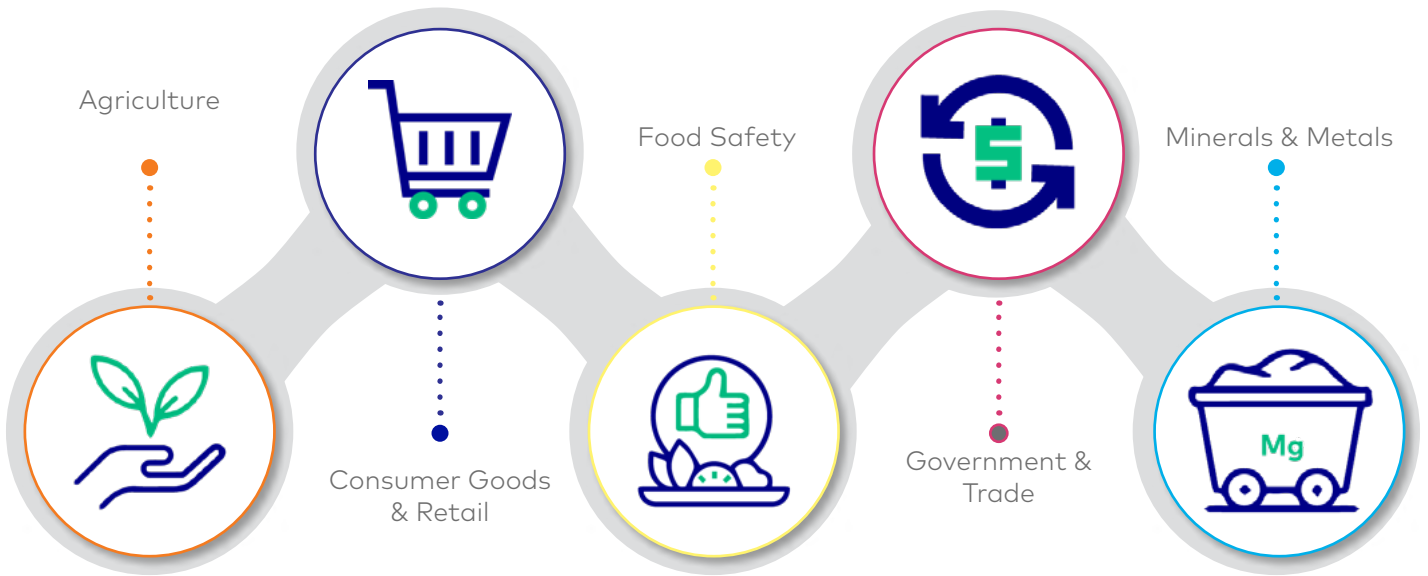 Agriculture
Consumer Goods
& Retail
Food Safety
$
Government &
Trade
Minerals & Metals
Mg